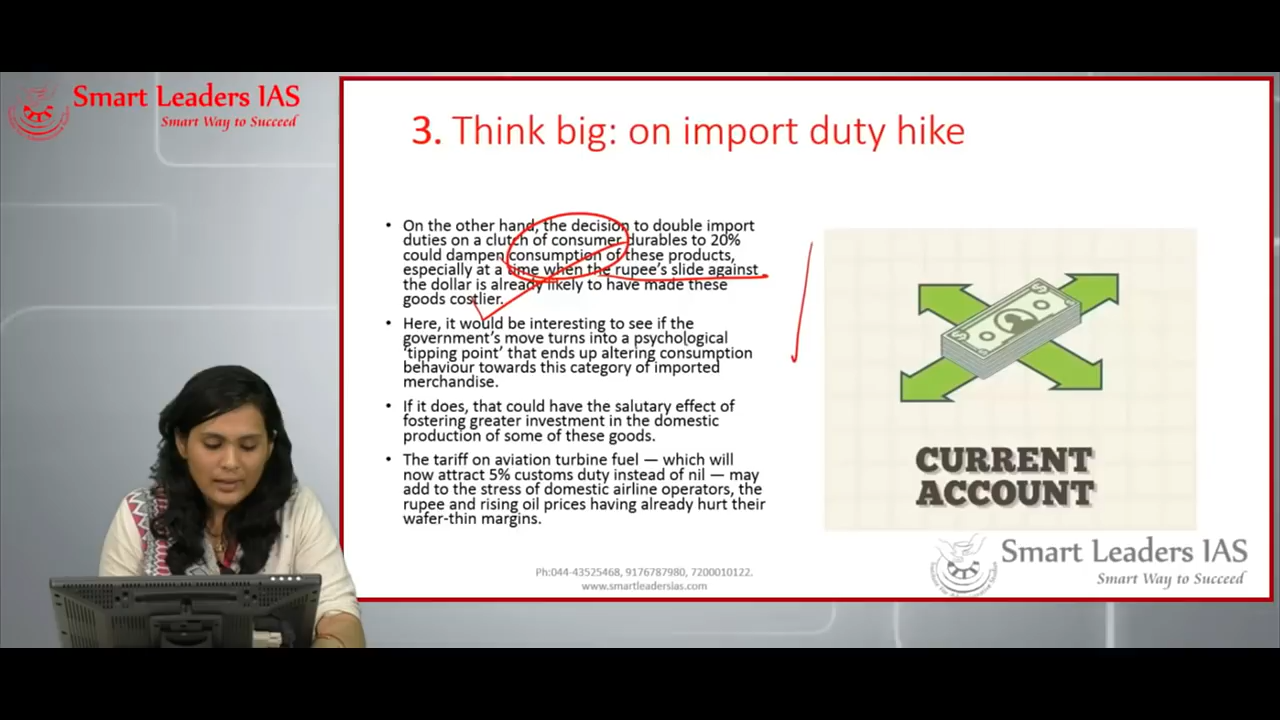 Smart Leaders IAS
Smart Way to Succeed
3. Think big: on import duty hike
• On the other hand, the decision to double import
duties on a clutch of consumer durables to 20%
could dampen consumption of these products,
especially at a time when the rupee's slide against
the dollar is already likely to have made these
goods costlier.
• Here, it would be interesting to see if the
government's move turns into a psychological
'tipping point' that ends up altering consumption
behaviour towards this category of imported
merchandise.
• If it does, that could have the salutary effect of
fostering greater investment in the domestic
production of some of these goods.
• The tariff on aviation turbine fuel — which will
now attract 5% customs duty instead of nil — may
add to the stress of domestic airline operators, the
rupee and rising oil prices having already hurt their
wafer-thin margins.
CURRENT
ACCOUNT
Smart Leaders IAS
Smart Way to Succeed
Ph:044-43525468, 9176787980, 7200010122.
www.smartleadersias.com